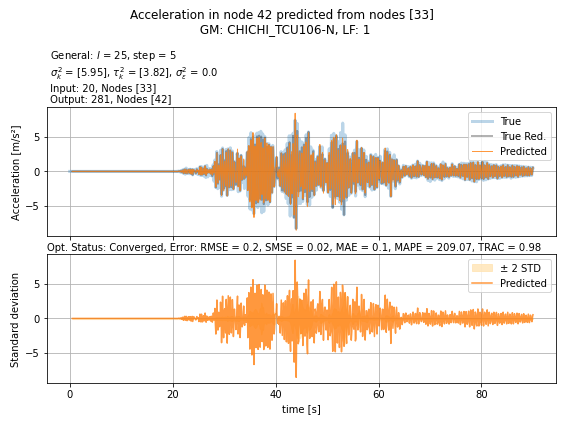 Acceleration in node 42 predicted from nodes [33]
GM: CHICHI_TCU106-N, LF: 1
General: l = 25, step = 5
σ²ₖ = [5.95], τ²ₖ = [3.82], σ²ε = 0.0
Input: 20, Nodes [33]
Output: 281, Nodes [42]
Acceleration [m/s²]
5
0
−5
True
True Red.
Predicted
Opt. Status: Converged, Error: RMSE = 0.2, SMSE = 0.02, MAE = 0.1, MAPE = 209.07, TRAC = 0.98
Standard deviation
5
0
−5
± 2 STD
Predicted
0 20 40 60 80
time [s]